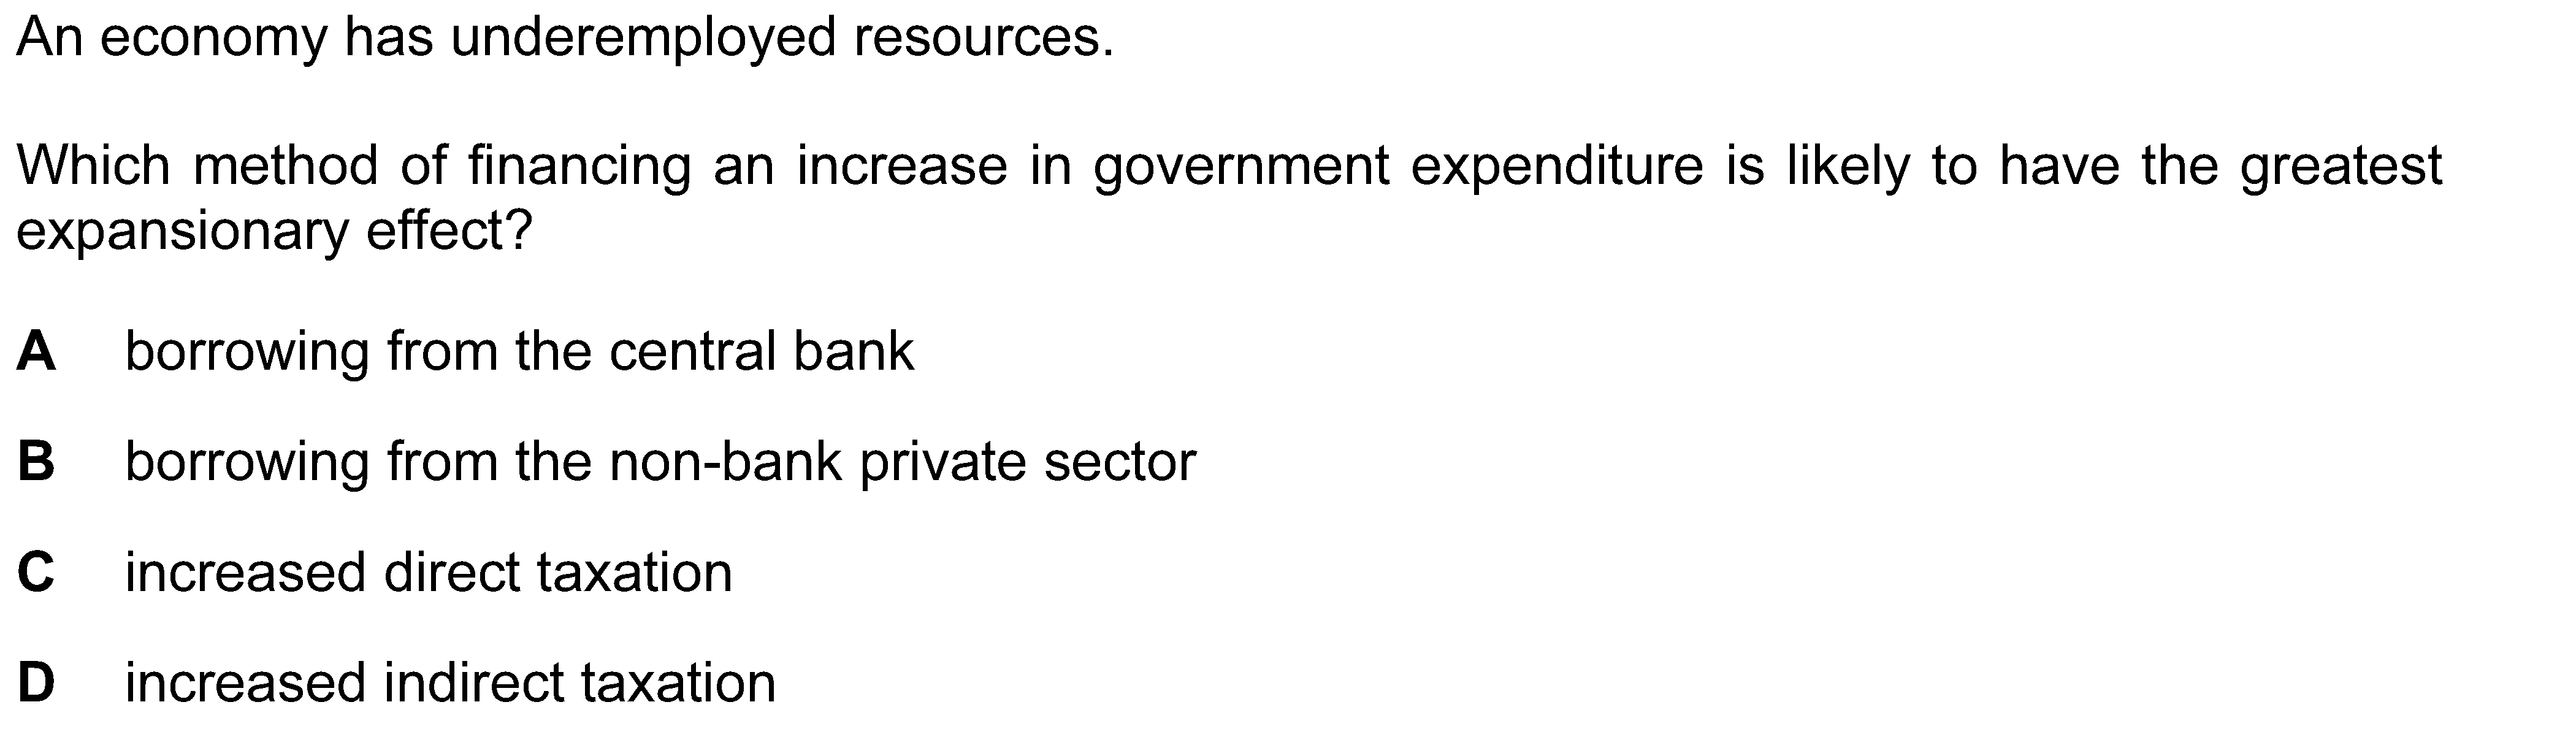 An economy has underemployed resources.
Which method of financing an increase in government expenditure is likely to have the greatest
expansionary effect?
A borrowing from the central bank
B borrowing from the non-bank private sector
C increased direct taxation
D increased indirect taxation